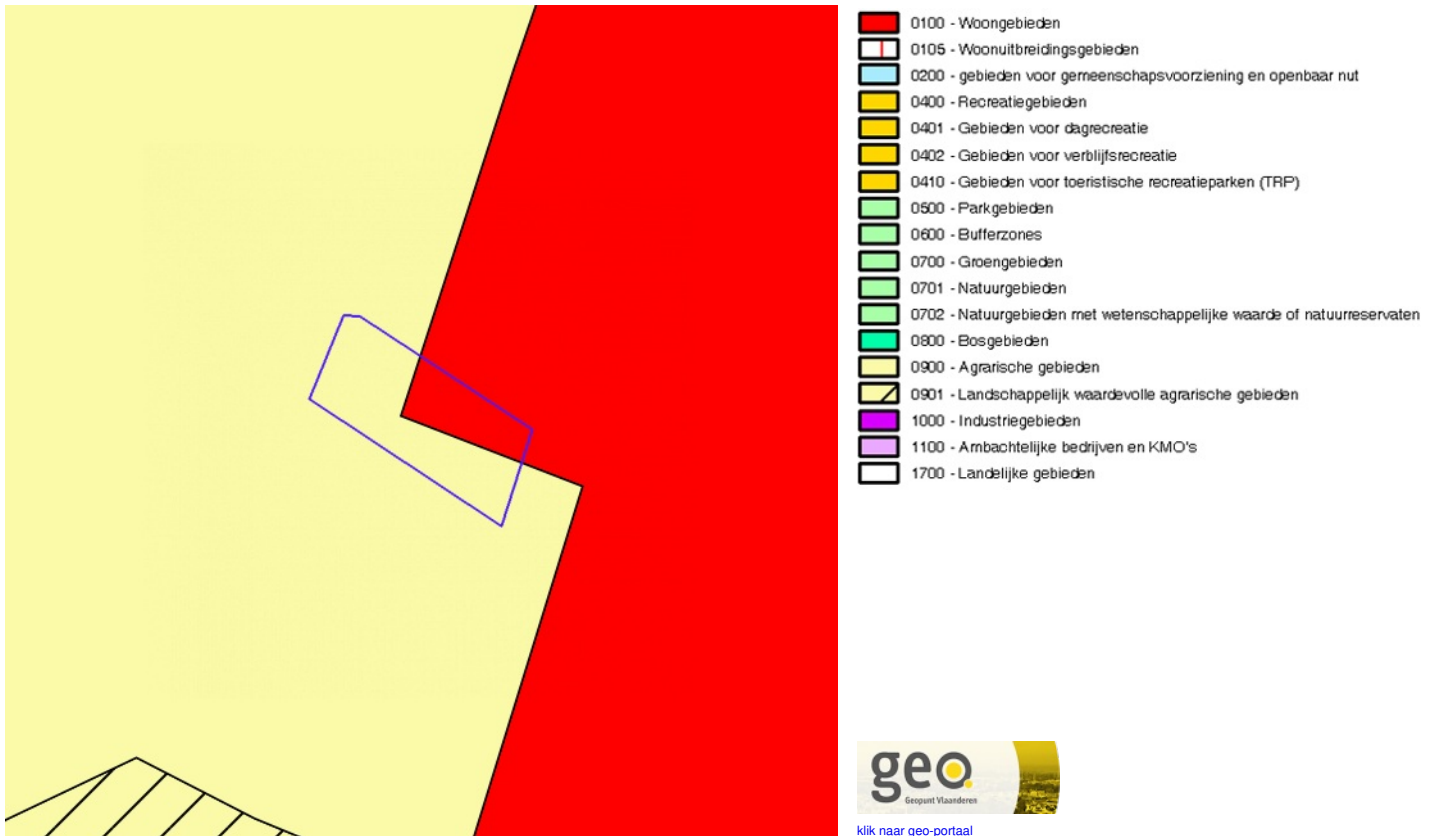 0100 - Woongebieden
0105 - Woonuitbreidingsgebieden
0200 - gebieden voor gemeenschapsvoorziening en openbaar nut
0400 - Recreatiegebieden
0401 - Gebieden voor dagrecreatie
0402 - Gebieden voor verblijfsrecreatie
0410 - Gebieden voor toeristische recreatieparken (TRP)
0500 - Parkgebieden
0600 - Bufferzones
0700 - Groengebieden
0701 - Natuurgebieden
0702 - Natuurgebieden met wetenschappelijke waarde of natuurreservaten
0800 - Bosgebieden
0900 - Agrarische gebieden
0901 - Landschappelijk waardevolle agrarische gebieden
1000 - Industriegebieden
1100 - Ambachtelijke bedrijven en KMO's
1700 - Landelijke gebieden
geo.
Geopunt Vlaanderen
klik naar geo-portaal